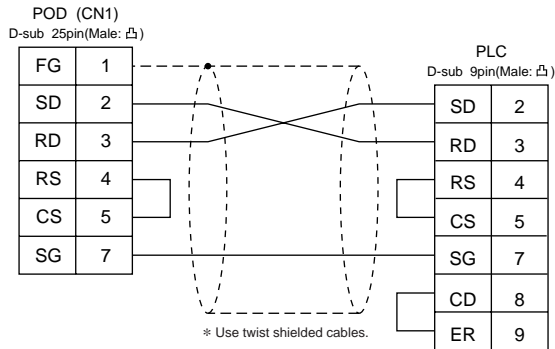 POD (CN1)
D-sub 25pin(Male: 凸)
FG 1
SD 2
RD 3
RS 4
CS 5
SG 7
PLC
D-sub 9pin(Male: 凸)
SD 2
RD 3
RS 4
CS 5
SG 7
CD 8
ER 9
* Use twist shielded cables.